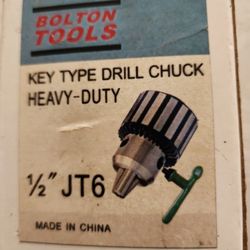 BOLTON
TOOLS
KEY TYPE DRILL CHUCK
HEAVY-DUTY
½" JT6
MADE IN CHINA